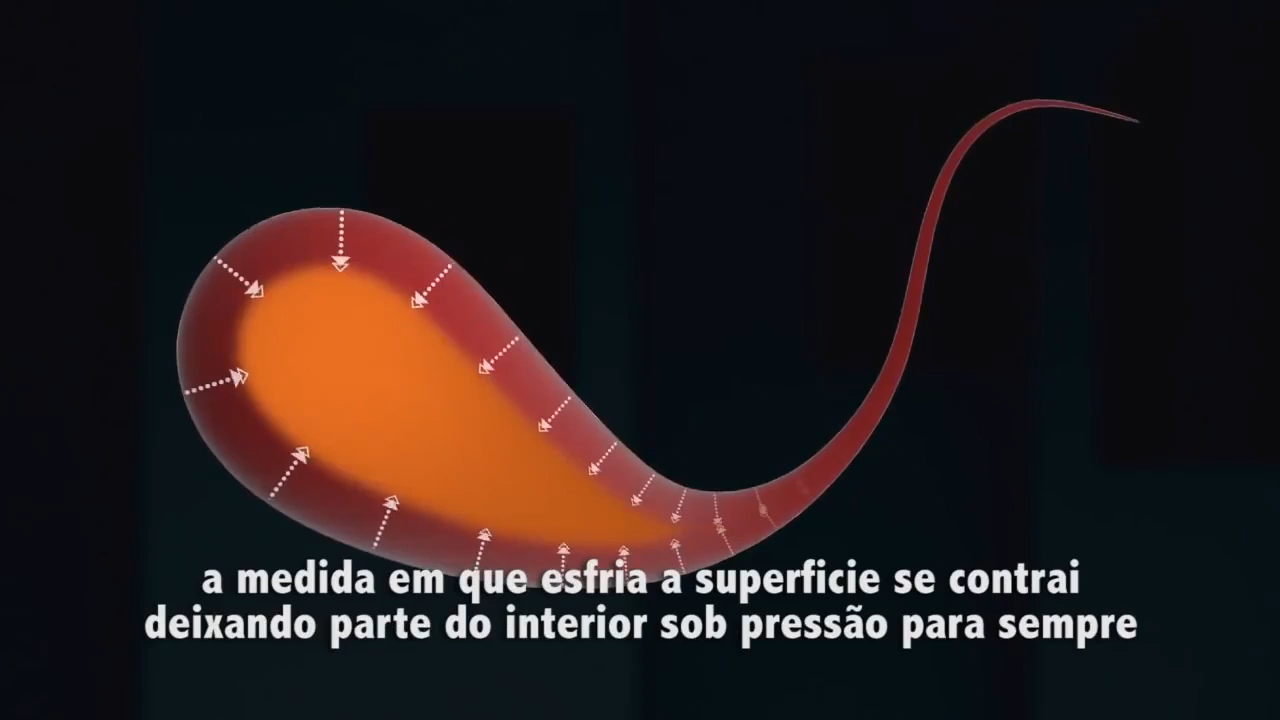 a medida em que esfria a superficie se contrai
deixando parte do interior sob pressão para sempre